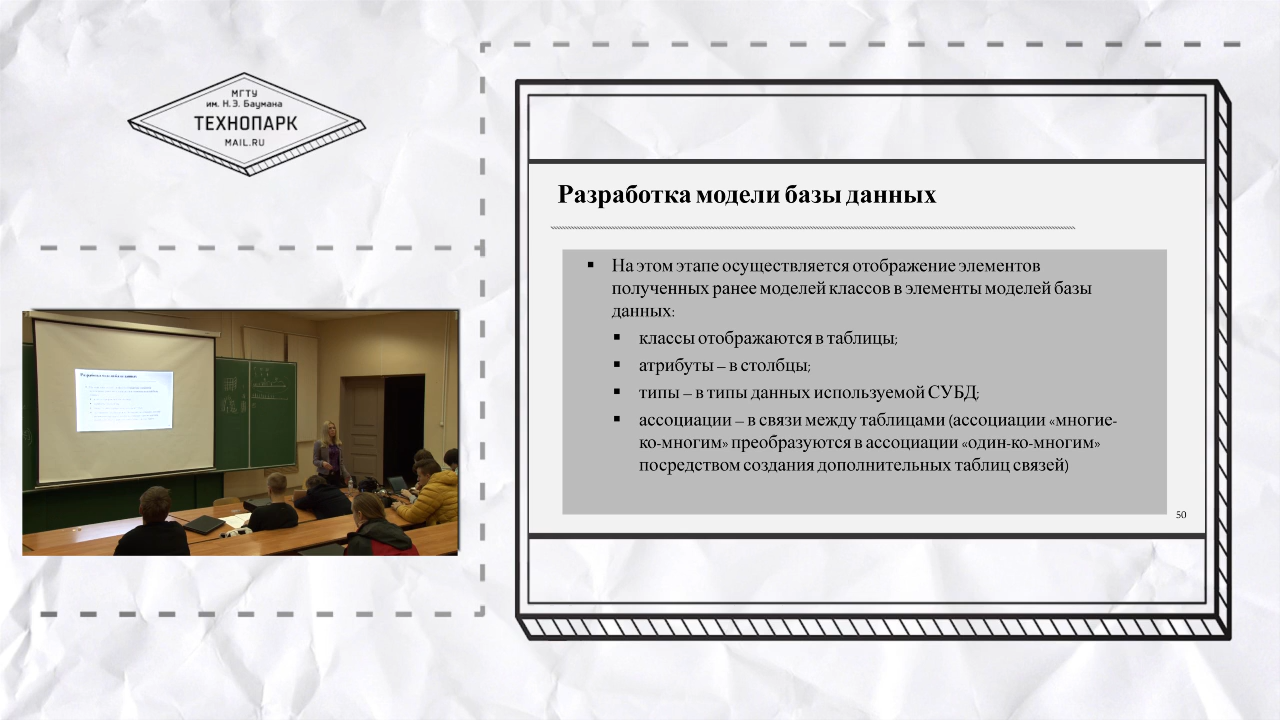 МГТУ
им. Н.Э. Баумана
ТЕХНОПАРК
MAIL.RU
Разработка модели базы данных
▪ На этом этапе осуществляется отображение элементов
полученных ранее моделей классов в элементы моделей базы
данных:
▪ классы отображаются в таблицы;
▪ атрибуты – в столбцы;
▪ типы – в типы данных используемой СУБД;
▪ ассоциации – в связи между таблицами (ассоциации «многие-
ко-многим» преобразуются в ассоциации «один-ко-многим»
посредством создания дополнительных таблиц связей)
50